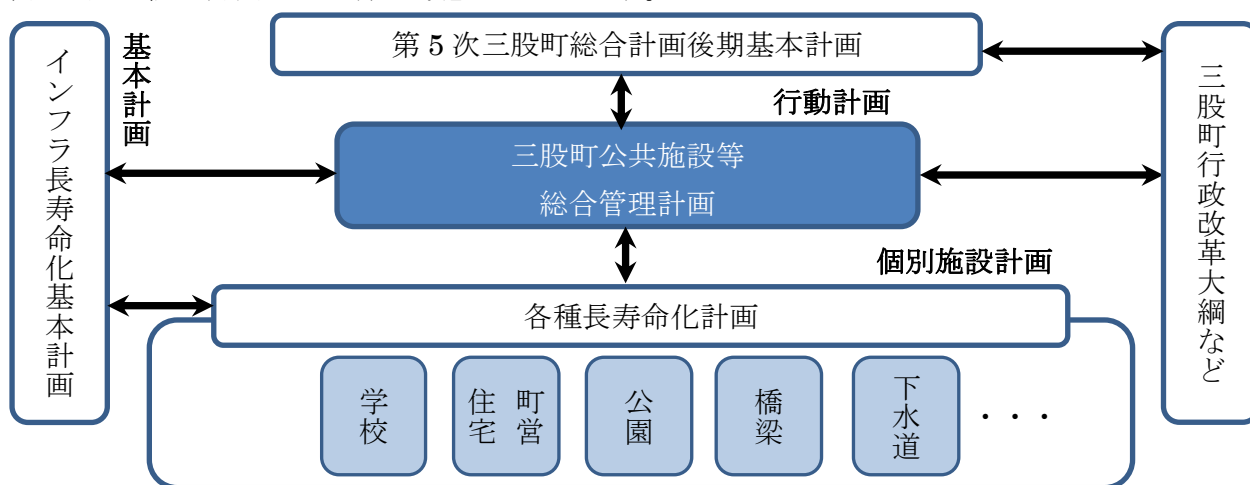 第5次三股町総合計画後期基本計画
基本計画
インフラ長寿命化基本計画
行動計画
三股町公共施設等
総合管理計画
三股町行政改革大綱など
個別施設計画
各種長寿命化計画
学校
町営
住宅
公園
橋梁
下水道
・・・